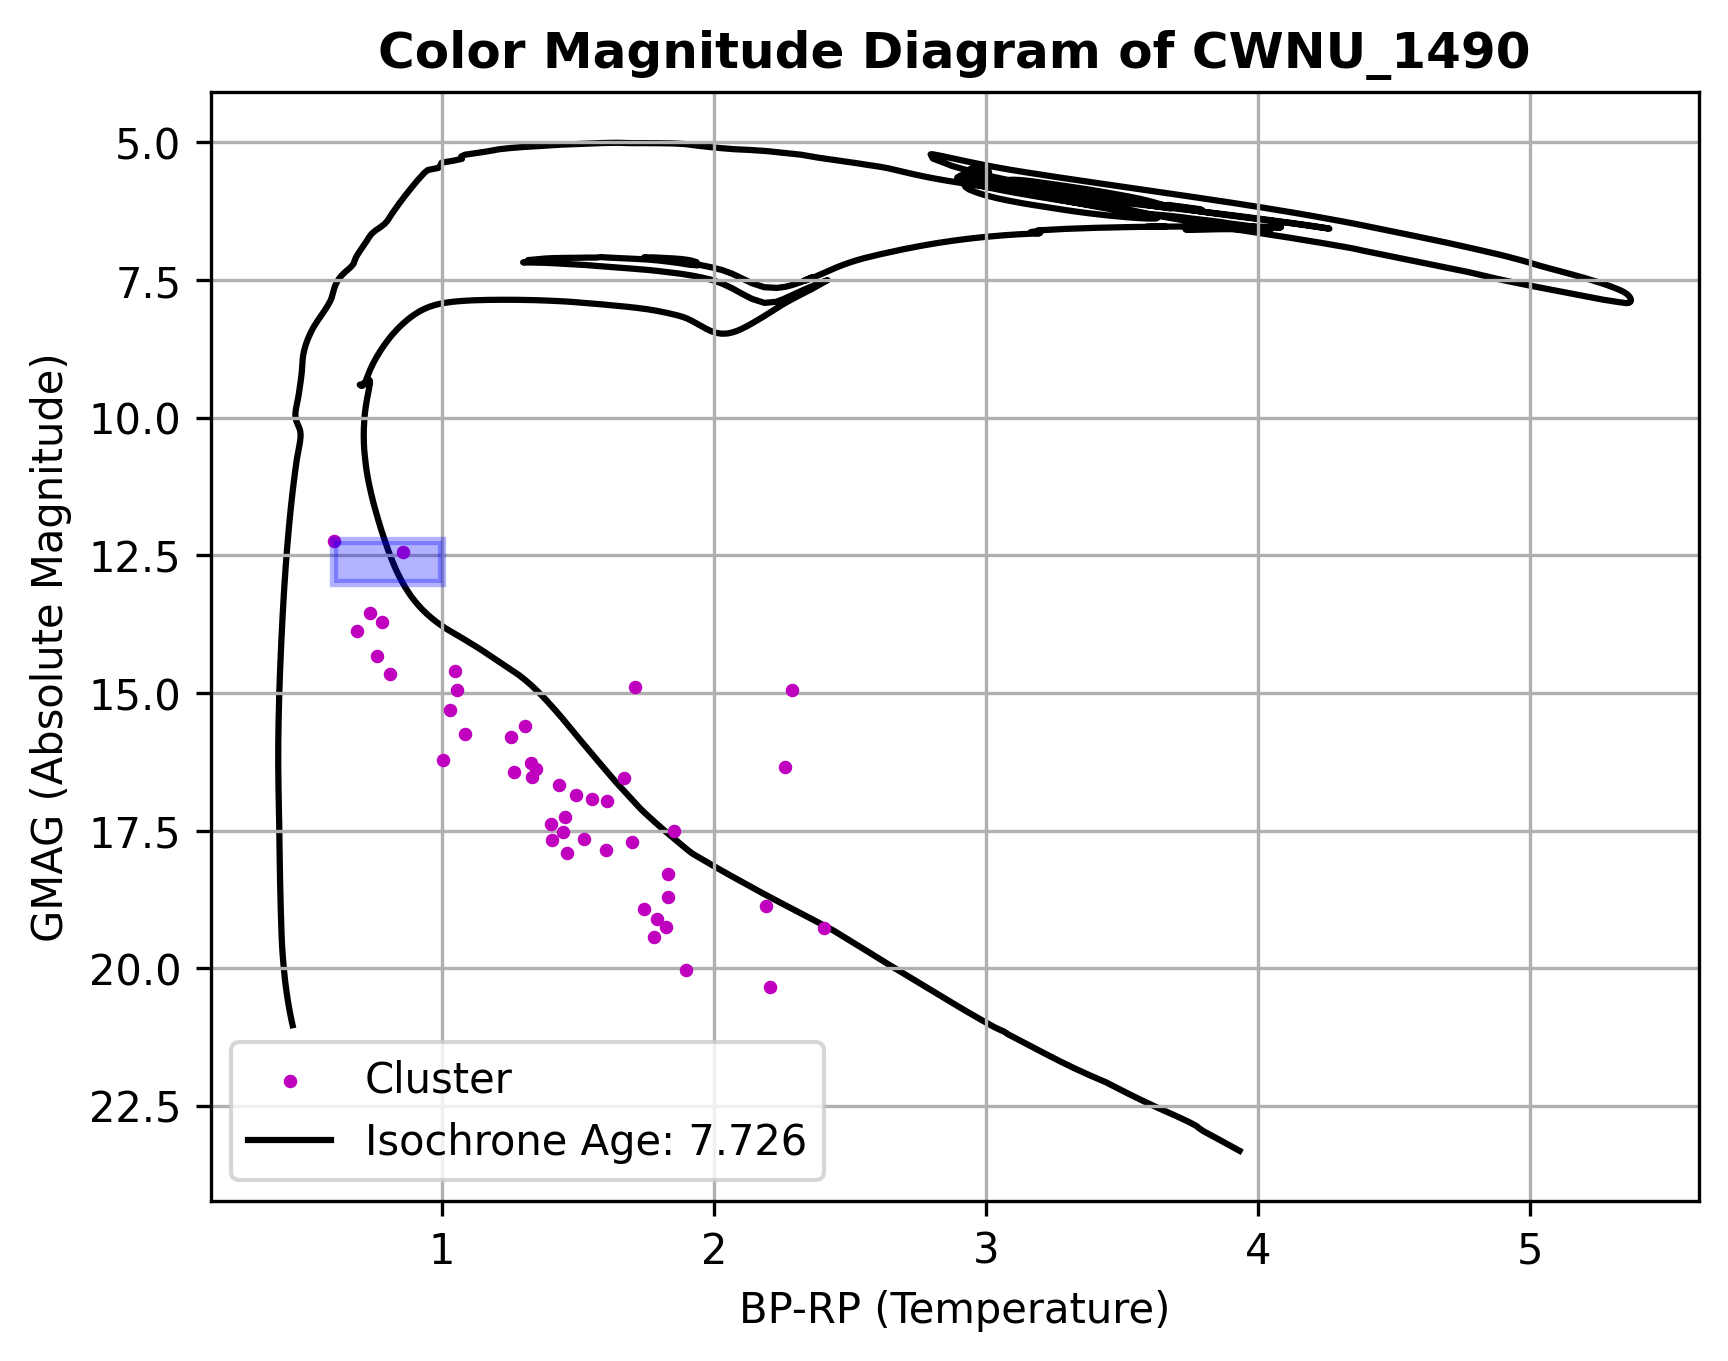 Color Magnitude Diagram of CWNU_1490
GMAG (Absolute Magnitude)
5.0
7.5
10.0
12.5
15.0
17.5
20.0
22.5
Cluster
Isochrone Age: 7.726
1 2 3 4 5
BP-RP (Temperature)